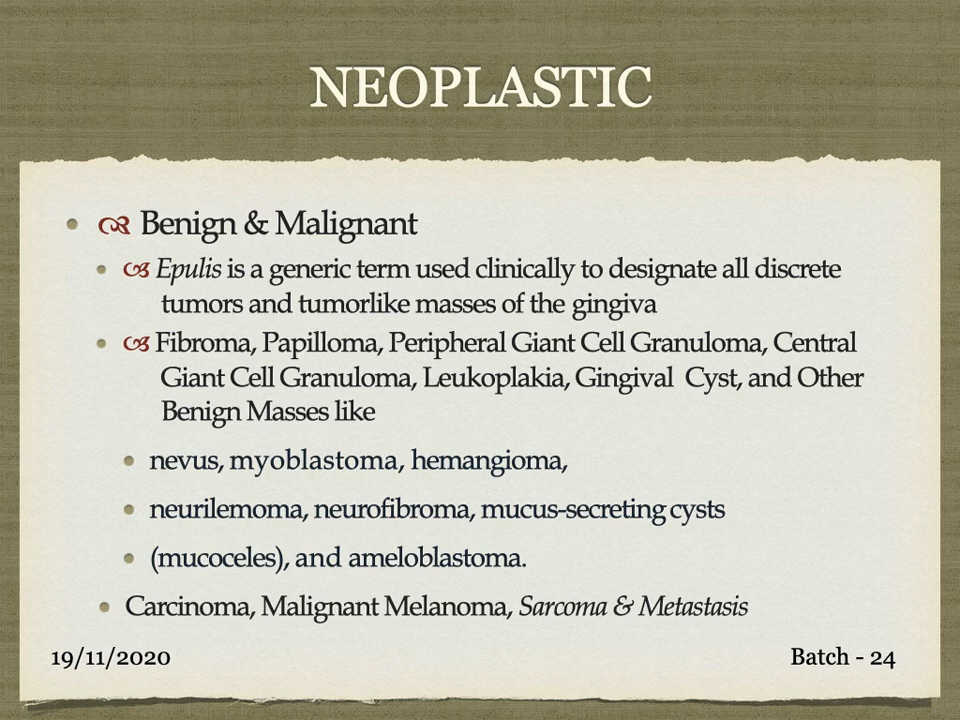 NEOPLASTIC
• ༀ Benign & Malignant
• Epulis is a generic term used clinically to designate all discrete
tumors and tumorlike masses of the gingiva
• Fibroma, Papilloma, Peripheral Giant Cell Granuloma, Central
Giant Cell Granuloma, Leukoplakia, Gingival Cyst, and Other
Benign Masses like
• nevus, myoblastoma, hemangioma,
• neurilemoma, neurofibroma, mucus-secreting cysts
• (mucoceles), and ameloblastoma.
• Carcinoma, Malignant Melanoma, Sarcoma & Metastasis
19/11/2020
Batch - 24